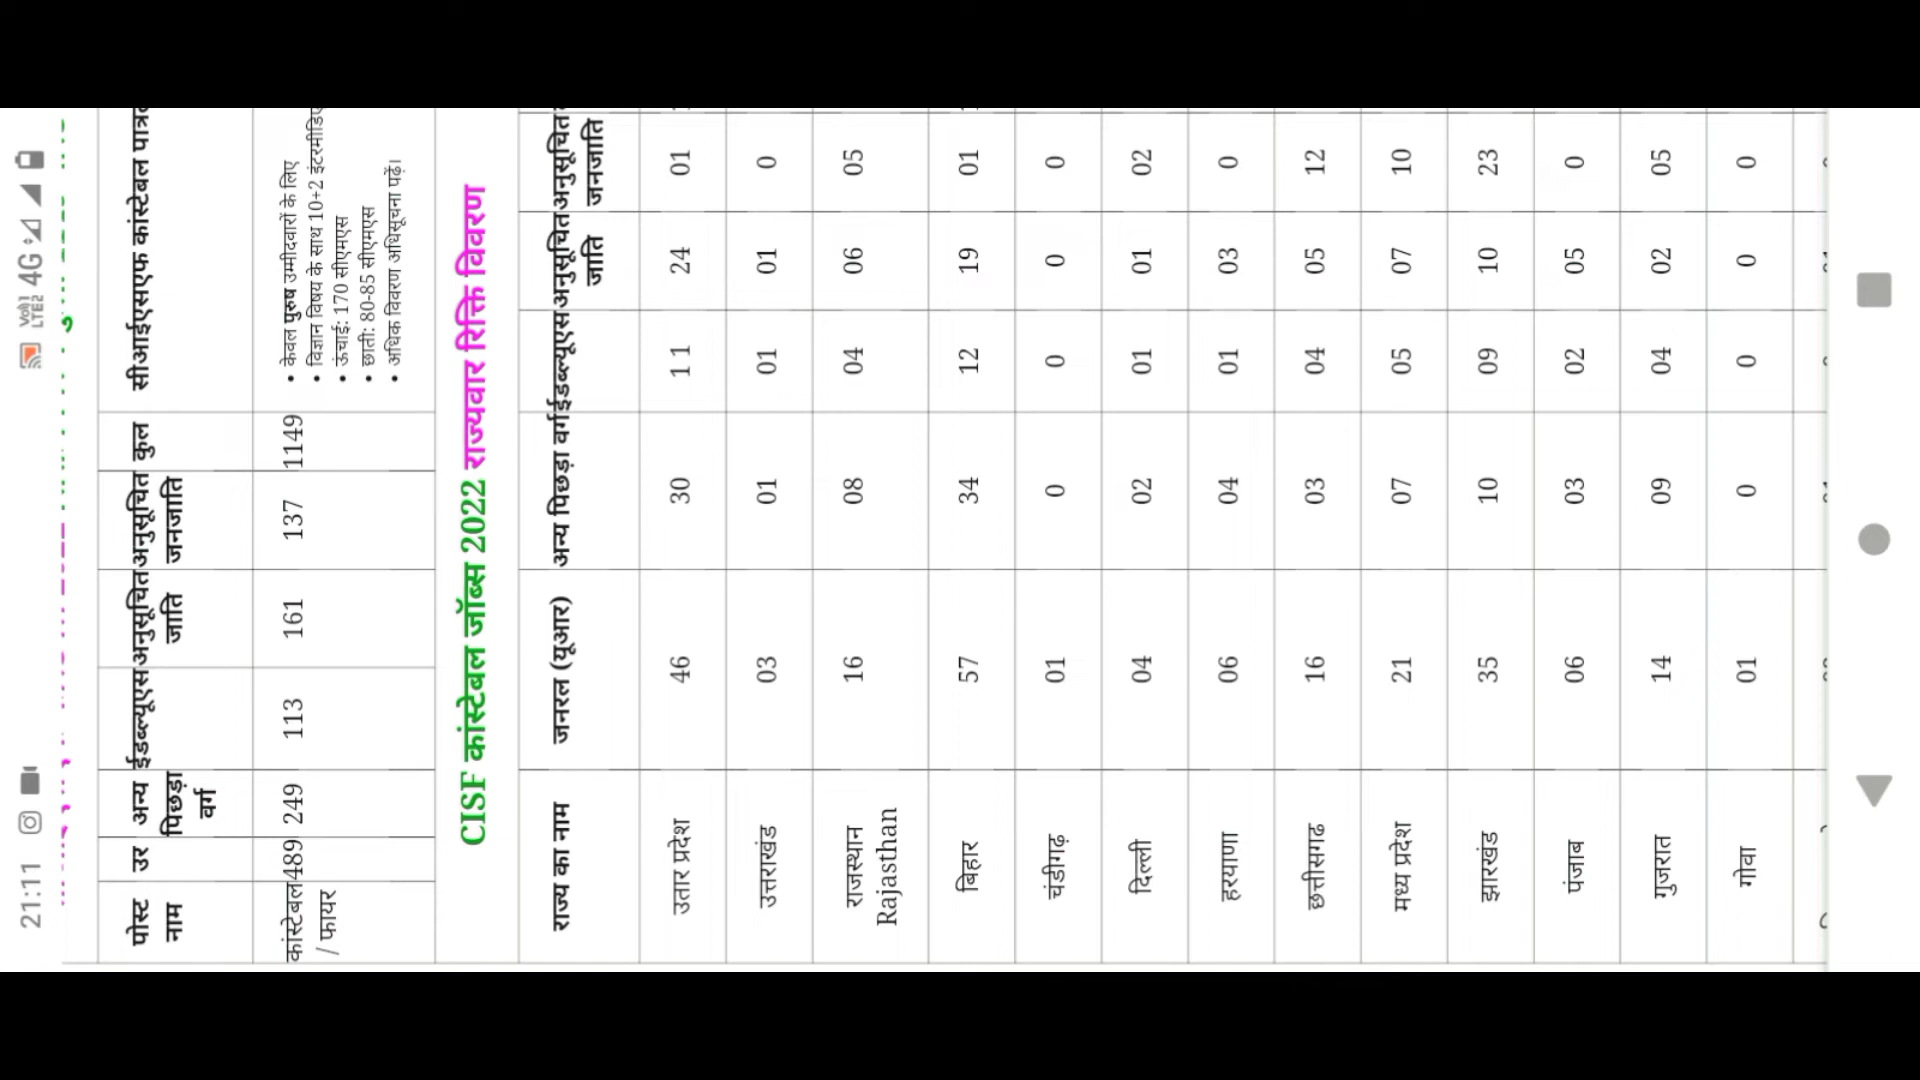 21:11
VoLTE2 4G
पोस्ट नाम उर अन्य पिछड़ा वर्ग ईडब्ल्यूएस अनुसूचित जाति अनुसूचित जनजाति कुल सीआईएसएफ कांस्टेबल
कांस्टेबल / फायर 489 249 113 161 137 1149
• केवल पुरुष उम्मीदवारों के लिए
• विज्ञान विषय के साथ 10+2
• ऊंचाई: 170 सीएमएस
• छाती: 80-85 सीएमएस
• अधिक विवरण अधिसूचना पढ़ें।
CISF कांस्टेबल जॉब्स 2022 राज्यवार रिक्ति विवरण
राज्य का नाम जनरल (यूआर) अन्य पिछड़ा वर्ग ईडब्ल्यूएस अनुसूचित जाति अनुसूचित जनजाति
उतार प्रदेश 46 30 11 24 01
उत्तराखंड 03 01 01 01 0
राजस्थान Rajasthan 16 08 04 06 05
बिहार 57 34 12 19 01
चंडीगढ़ 01 0 0 0 0
दिल्ली 04 02 01 01 02
हरयाणा 06 04 01 03 0
छत्तीसगढ 16 03 04 05 12
मध्य प्रदेश 21 07 05 07 10
झारखंड 35 10 09 10 23
पंजाब 06 03 02 05 0
गुजरात 14 09 04 02 05
गोवा 01 0 0 0 0